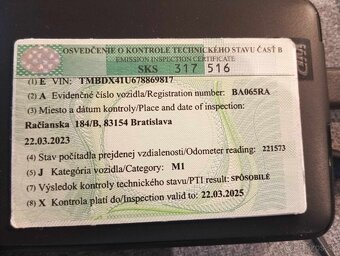 OSVEDČENIE O KONTROLE TECHNICKÉHO STAVU ČASŤ B
EMISSION INSPECTION CERTIFICATE
SKS 317 516
(1) E VIN: TMBDX41U678869817
(2) A Evidenčné číslo vozidla/Registration number: BA065RA
(3) Miesto a dátum kontroly/Place and date of inspection:
Račianska 184/B, 83154 Bratislava
22.03.2023
(4) Stav počítadla prejdenej vzdialenosti/Odometer reading: 221573
(5) J Kategória vozidla/Category: M1
(7) Výsledok kontroly technického stavu/PTI result: SPÔSOBILÉ
(8) X Kontrola platí do/Inspection valid to: 22.03.2025